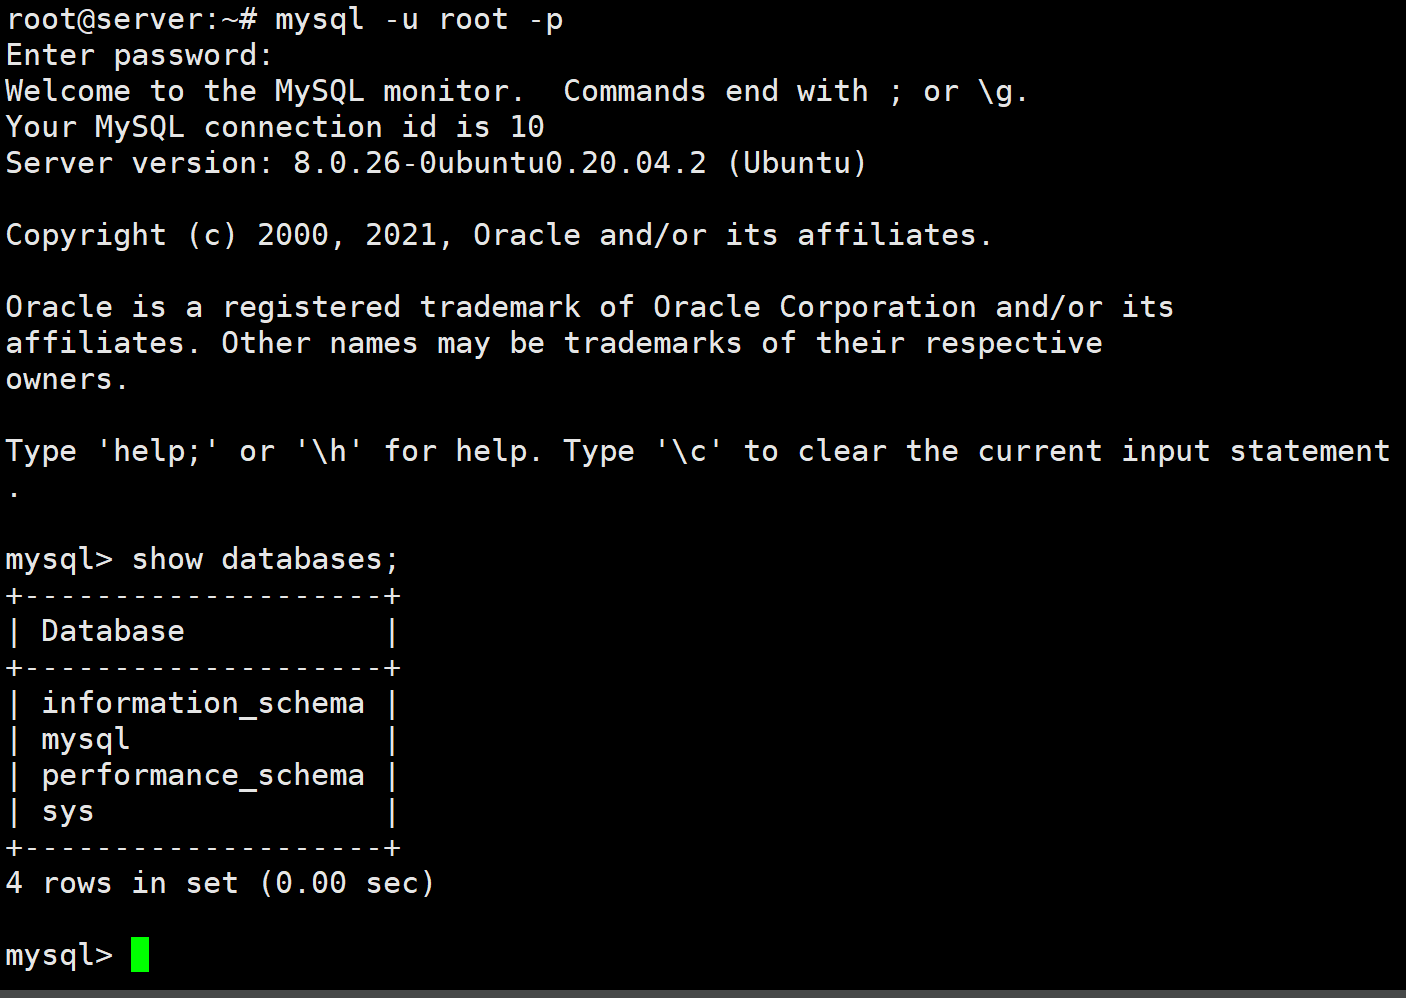 root@server:~# mysql -u root -p
Enter password:
Welcome to the MySQL monitor.  Commands end with ; or \g.
Your MySQL connection id is 10
Server version: 8.0.26-0ubuntu0.20.04.2 (Ubuntu)

Copyright (c) 2000, 2021, Oracle and/or its affiliates.

Oracle is a registered trademark of Oracle Corporation and/or its
affiliates. Other names may be trademarks of their respective
owners.

Type 'help;' or '\h' for help. Type '\c' to clear the current input statement
.

mysql> show databases;
+--------------------+
| Database           |
+--------------------+
| information_schema |
| mysql              |
| performance_schema |
| sys                |
+--------------------+
4 rows in set (0.00 sec)

mysql>